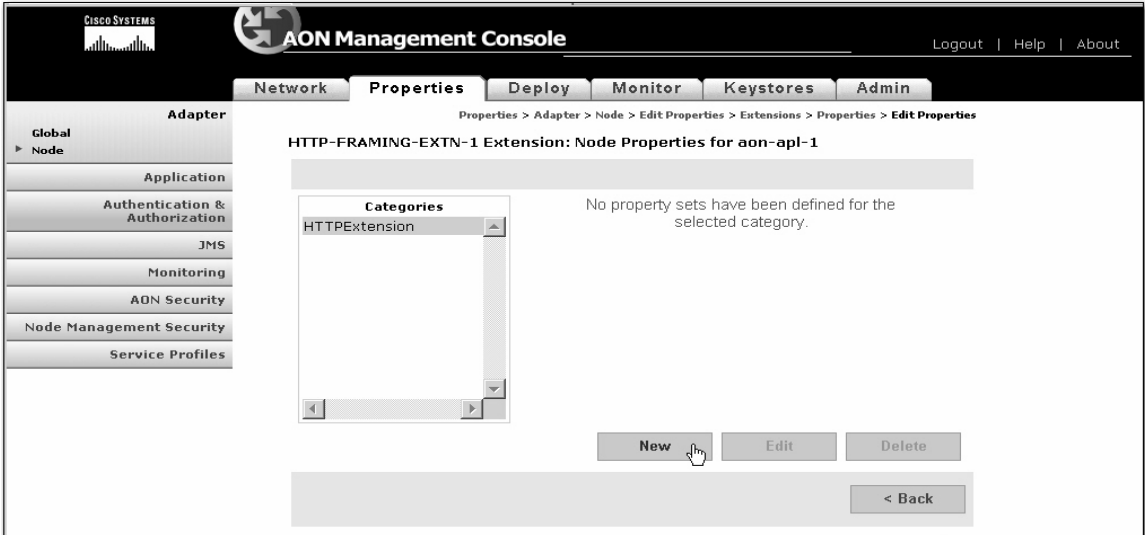 CISCO SYSTEMS
AON Management Console
Logout | Help | About
Network Properties Deploy Monitor Keystores Admin
Adapter
Global
Node
Application
Authentication &
Authorization
JMS
Monitoring
AON Security
Node Management Security
Service Profiles
Properties > Adapter > Node > Edit Properties > Extensions > Properties > Edit Properties
HTTP-FRAMING-EXTN-1 Extension: Node Properties for aon-apl-1
Categories
HTTPExtension
No property sets have been defined for the
selected category.
New Edit Delete
< Back